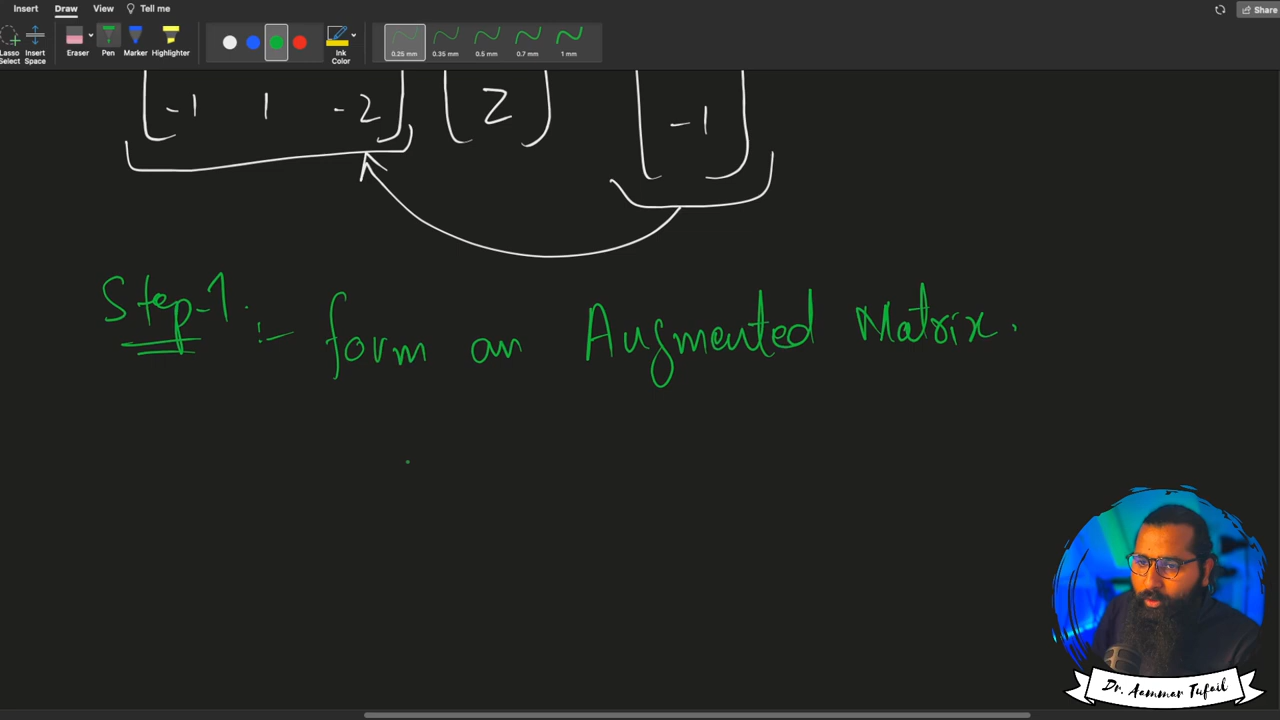 Insert Draw View Tell me Share
Lasso Select Insert Space Eraser Pen Marker Highlighter Ink Color 0.25 mm 0.35 mm 0.5 mm 0.7 mm 1 mm
-1 1 -2 Z -1
Step-1 :- form an Augmented Matrix.
Dr. Aammar Tufail